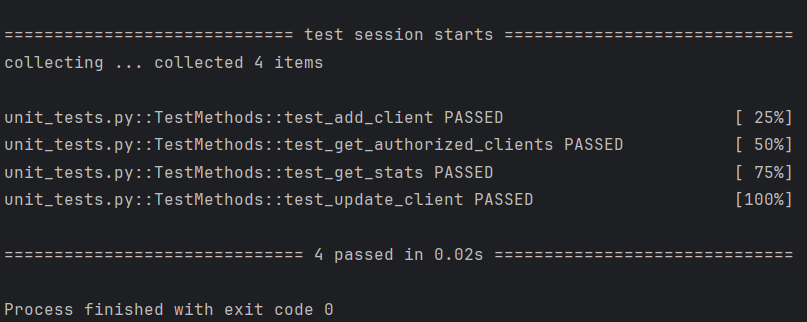 ============================= test session starts =============================
collecting ... collected 4 items
unit_tests.py::TestMethods::test_add_client PASSED                       [ 25%]
unit_tests.py::TestMethods::test_get_authorized_clients PASSED           [ 50%]
unit_tests.py::TestMethods::test_get_stats PASSED                        [ 75%]
unit_tests.py::TestMethods::test_update_client PASSED                    [100%]
============================== 4 passed in 0.02s ==============================
Process finished with exit code 0